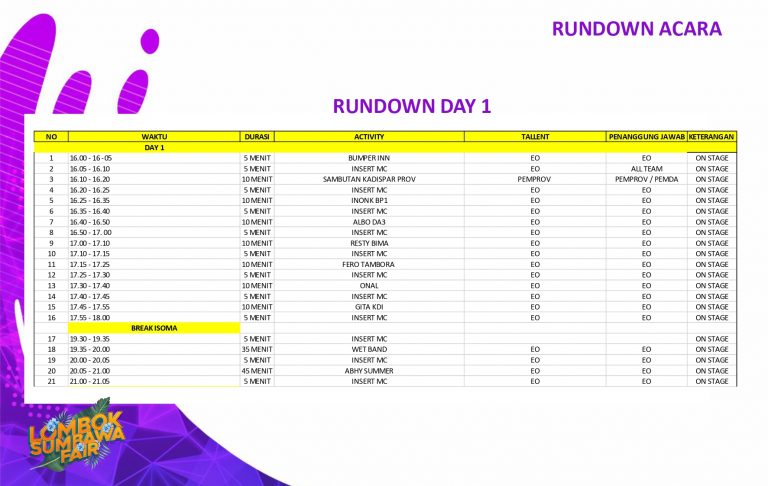 RUNDOWN ACARA
RUNDOWN DAY 1
NO WAKTU DURASI ACTIVITY TALLENT PENANGGUNG JAWAB KETERANGAN
DAY 1
1 16.00 - 16 - 05 5 MENIT BUMPER INN EO EO ON STAGE
2 16.05 - 16.10 5 MENIT INSERT MC EO ALL TEAM ON STAGE
3 16.10 - 16.20 10 MENIT SAMBUTAN KADISPAR PROV PEMPROV PEMPROV / PEMDA ON STAGE
4 16.20 - 16.25 5 MENIT INSERT MC EO EO ON STAGE
5 16.25 - 16.35 10 MENIT INONK BP1 EO EO ON STAGE
6 16.35 - 16.40 5 MENIT INSERT MC EO EO ON STAGE
7 16.40 - 16.50 10 MENIT ALBO DA3 EO EO ON STAGE
8 16.50 - 17. 00 5 MENIT INSERT MC EO EO ON STAGE
9 17.00 - 17.10 10 MENIT RESTY BIMA EO EO ON STAGE
10 17.10 - 17.15 5 MENIT INSERT MC EO EO ON STAGE
11 17.15 - 17.25 10 MENIT FERO TAMBORA EO EO ON STAGE
12 17.25 - 17.30 5 MENIT INSERT MC EO EO ON STAGE
13 17.30 - 17.40 10 MENIT ONAL EO EO ON STAGE
14 17.40 - 17.45 5 MENIT INSERT MC EO EO ON STAGE
15 17.45 - 17.55 10 MENIT GITA KDI EO EO ON STAGE
16 17.55 - 18.00 5 MENIT INSERT MC EO EO ON STAGE
BREAK ISOMA
17 19.30 - 19.35 5 MENIT INSERT MC ON STAGE
18 19.35 - 20.00 35 MENIT WET BAND EO EO ON STAGE
19 20.00 - 20.05 5 MENIT INSERT MC EO EO ON STAGE
20 20.05 - 21.00 45 MENIT ABHY SUMMER EO EO ON STAGE
21 21.00 - 21.05 5 MENIT INSERT MC EO EO ON STAGE
LOMBOK
SUMBAWA
FAIR